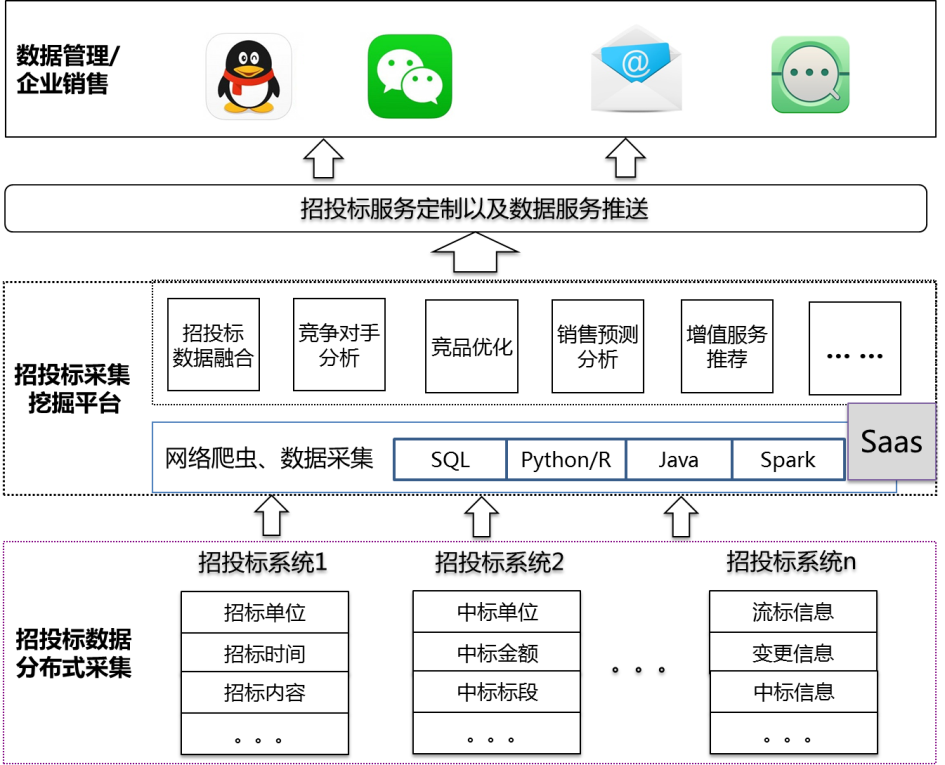 数据管理/
企业销售
@
招投标服务定制以及数据服务推送
招投标采集
挖掘平台
招投标
数据融合
竞争对手
分析
竞品优化
销售预测
分析
增值服务
推荐
... ...
网络爬虫、数据采集
SQL
Python/R
Java
Spark
Saas
招投标数据
分布式采集
招投标系统1
招标单位
招标时间
招标内容
。。。
招投标系统2
中标单位
中标金额
中标标段
。。。
。。。
招投标系统n
流标信息
变更信息
中标信息
。。。